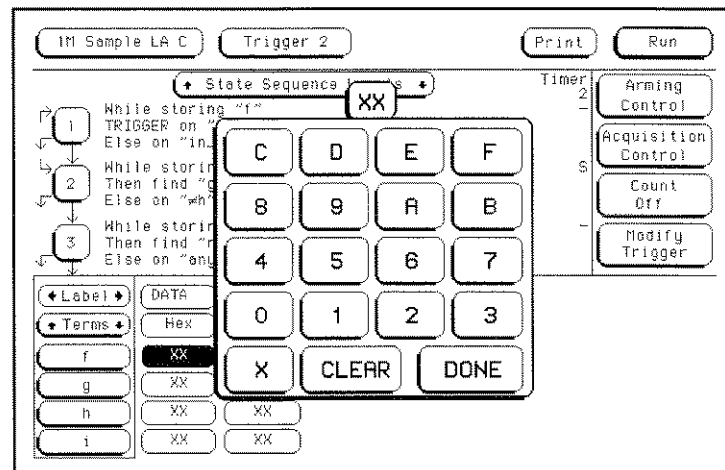 1M Sample LA C
Trigger 2
Print
Run
State Sequence
s
Timer
2
XX
Arming
Control
Acquisition
Control
Count
Off
Modify
Trigger
1
While storing "f"
TRIGGER on "
Else on "in
2
While storin
Then find "g
Else on "≠h"
3
While storin
Then find "n
Else on "any
S
C D E F
8 9 A B
4 5 6 7
0 1 2 3
X CLEAR DONE
Label
DATA
Terms
Hex
f XX
g XX
h XX XX
i XX XX